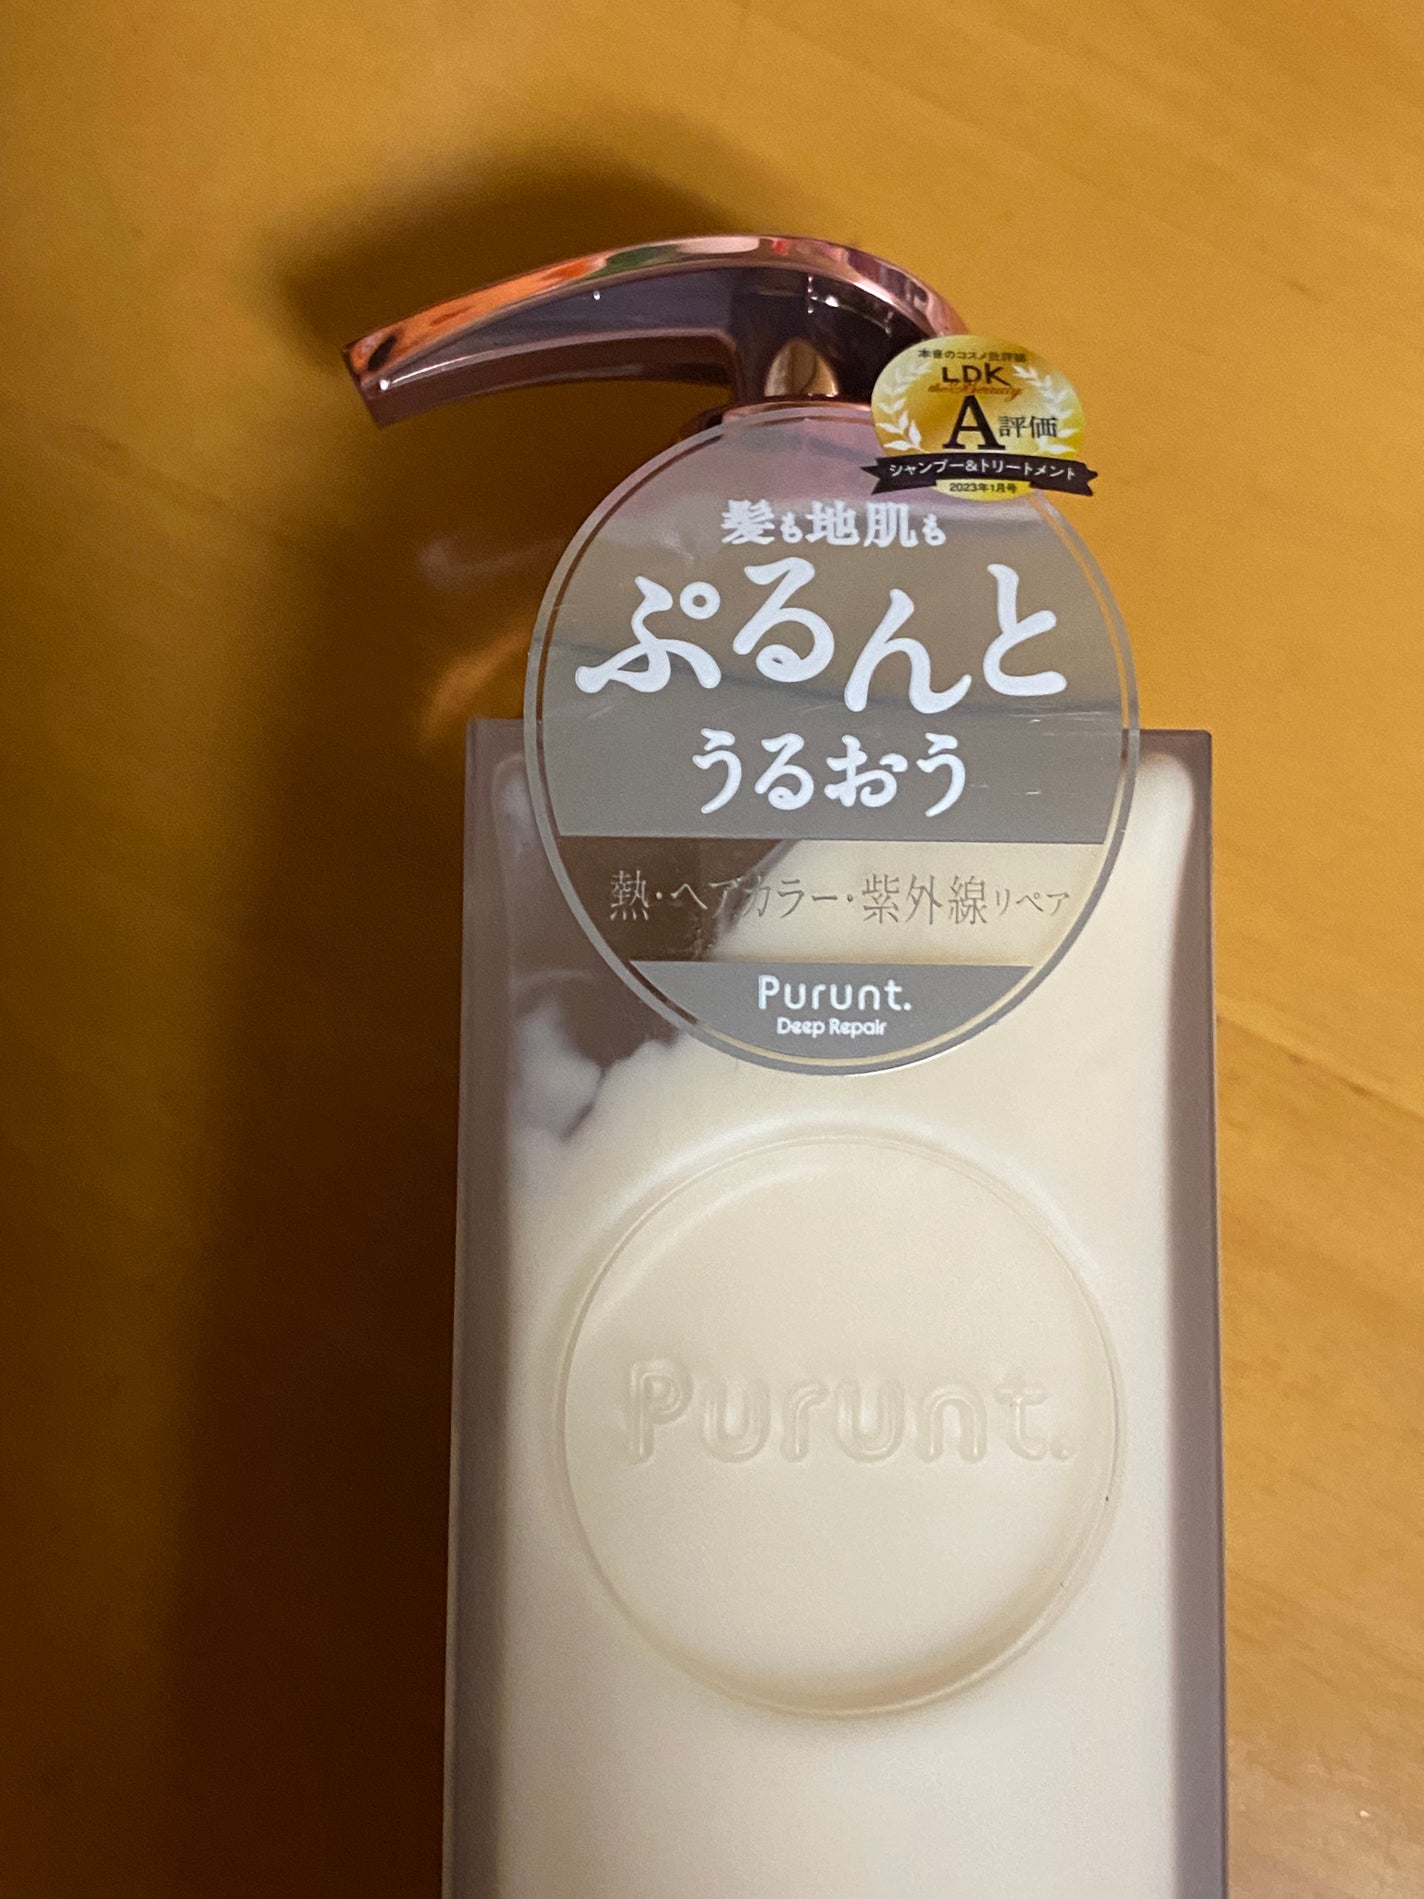 本音のコスメ批評誌
LDK
the Beauty
A評価
シャンプー&トリートメント
2023年1月号
髪も地肌も
ぷるんと
うるおう
熱・ヘアカラー・紫外線リペア
Purunt.
Deep Repair
Purunt.